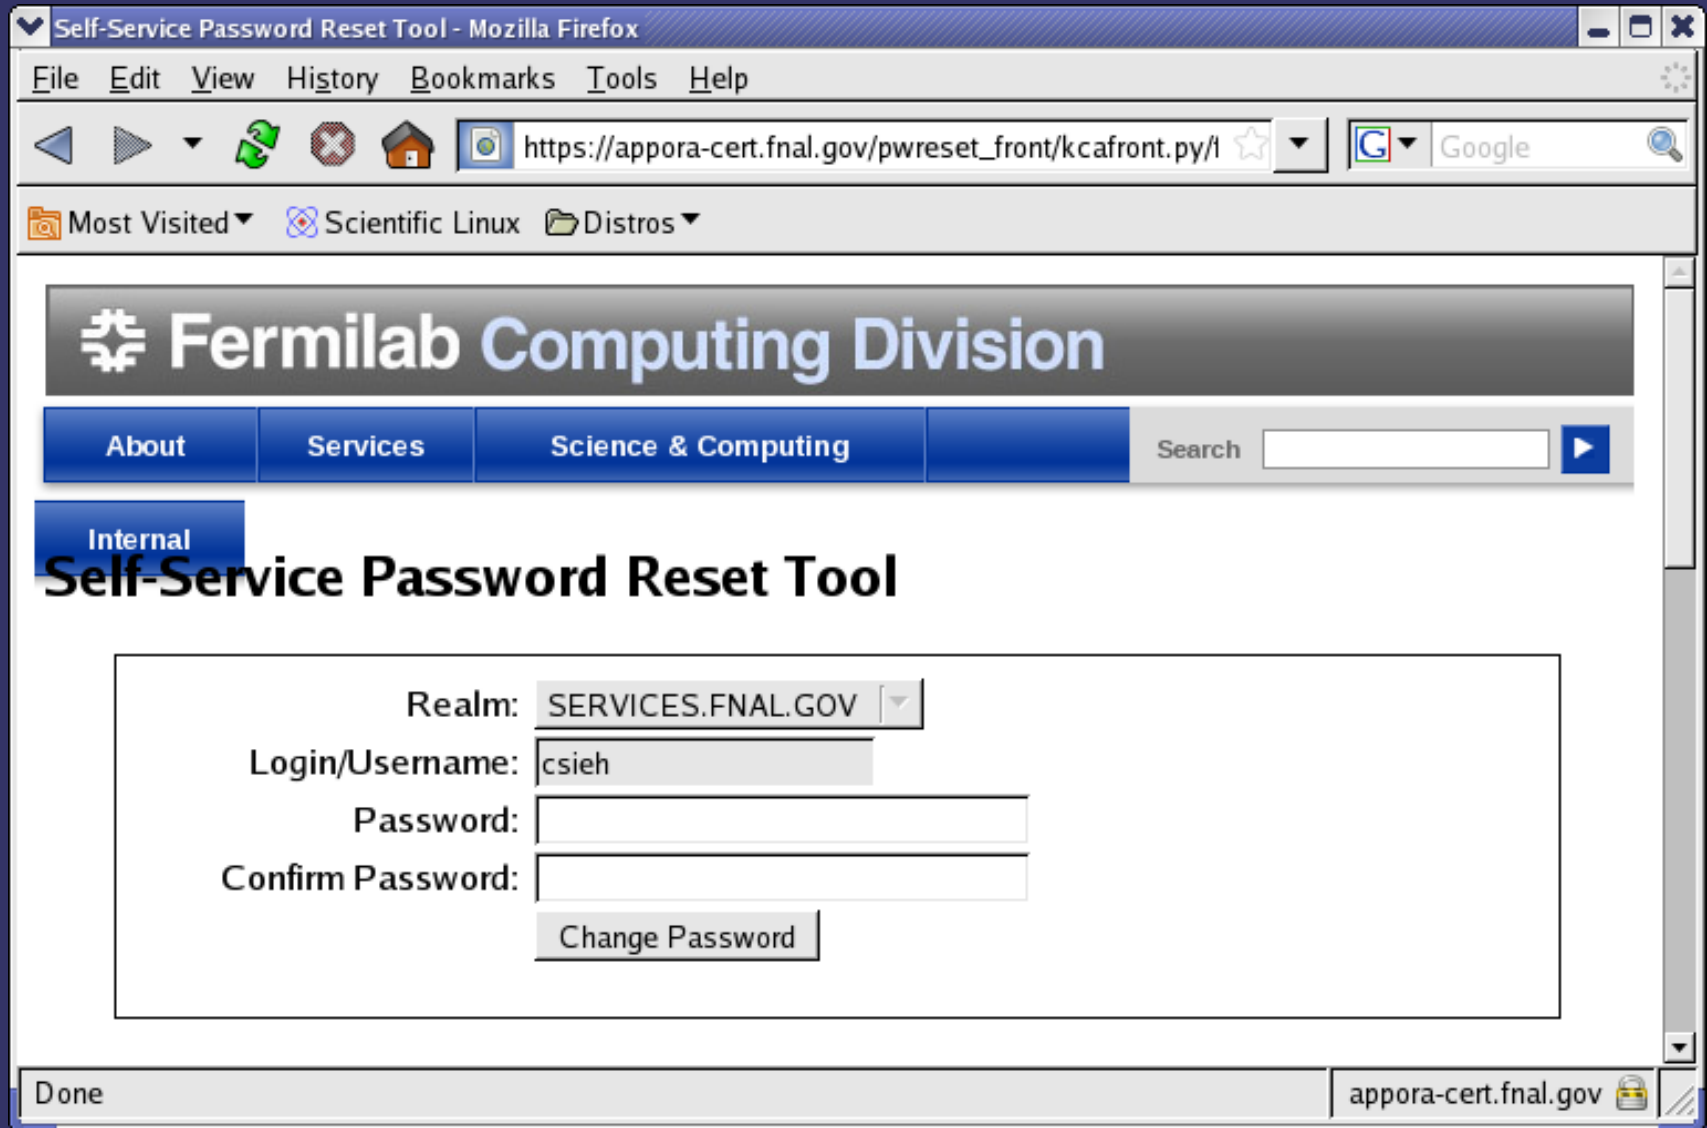 Self-Service Password Reset Tool - Mozilla Firefox
File Edit View History Bookmarks Tools Help
https://appora-cert.fnal.gov/pwreset_front/kcafront.py/ G Google
Most Visited Scientific Linux Distros
Fermilab Computing Division
About Services Science & Computing Search
Internal
Self-Service Password Reset Tool
Realm: SERVICES.FNAL.GOV
Login/Username: csieh
Password:
Confirm Password:
Change Password
Done appora-cert.fnal.gov